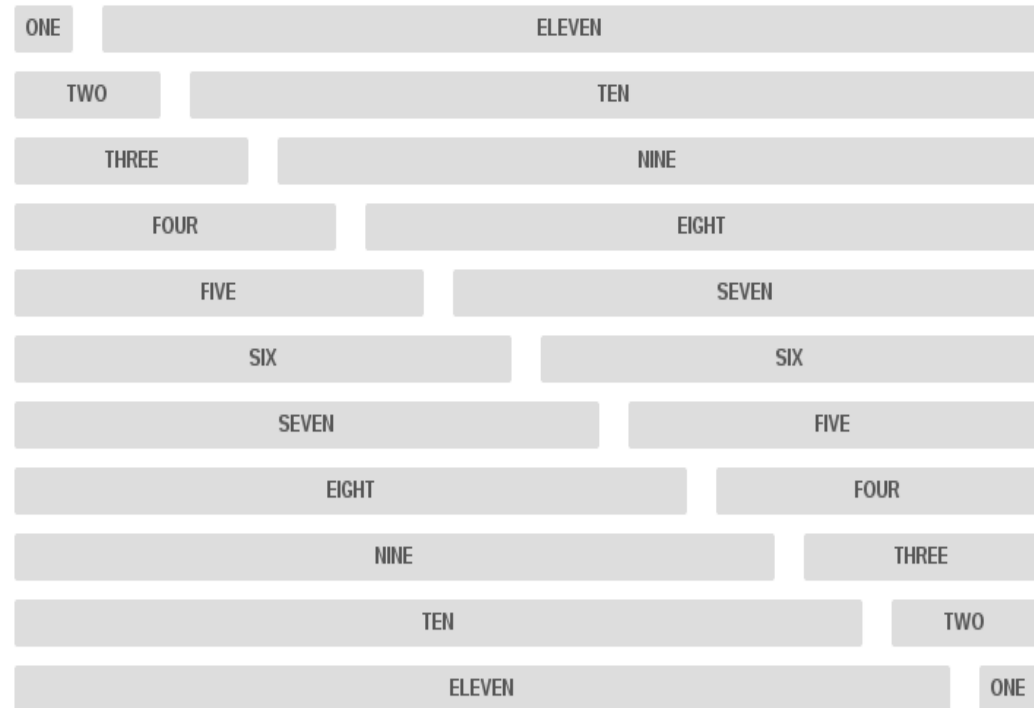 ONE ELEVEN
TWO TEN
THREE NINE
FOUR EIGHT
FIVE SEVEN
SIX SIX
SEVEN FIVE
EIGHT FOUR
NINE THREE
TEN TWO
ELEVEN ONE